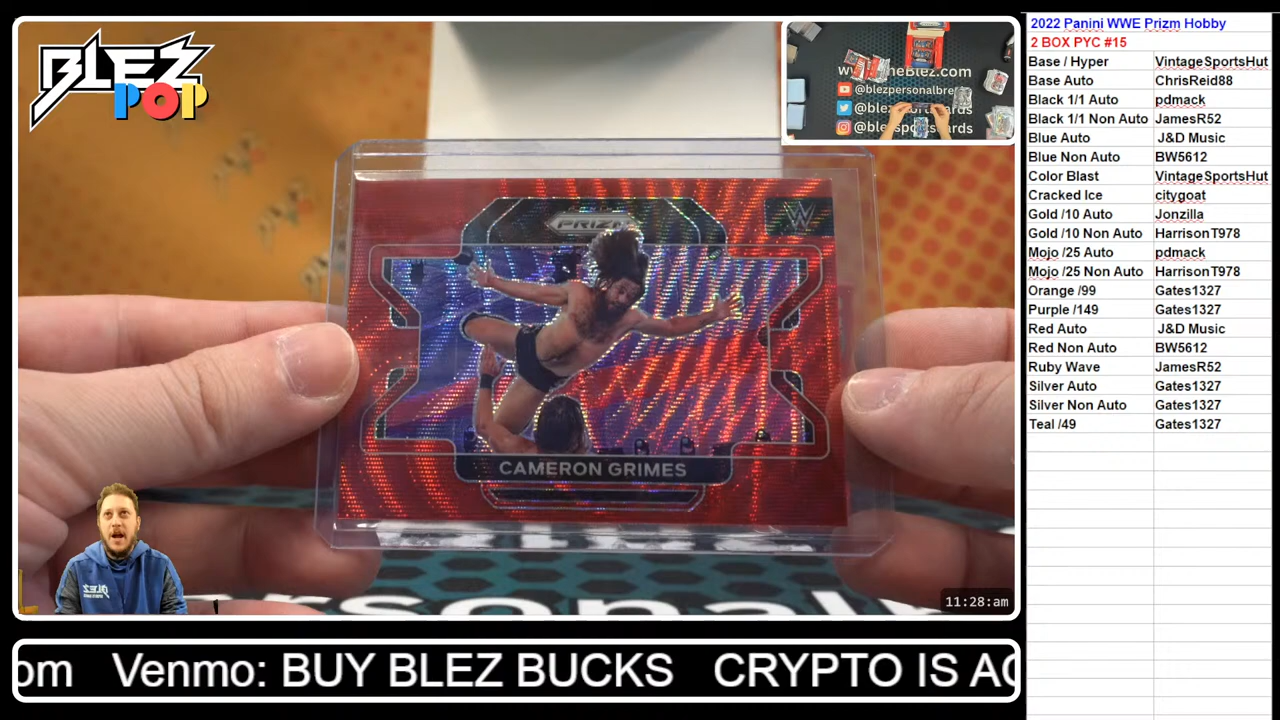 BLEZ
POP
www.TheBlez.com
PRIZM
CAMERON GRIMES
11:28:am
om Venmo: BUY BLEZ BUCKS CRYPTO IS AC
2022 Panini WWE Prizm Hobby
2 BOX PYC #15
Base / Hyper VintageSportsHut
Base Auto ChrisReid88
Black 1/1 Auto pdmack
Black 1/1 Non Auto JamesR52
Blue Auto J&D Music
Blue Non Auto BW5612
Color Blast VintageSportsHut
Cracked Ice citygoat
Gold /10 Auto Jonzilla
Gold /10 Non Auto HarrisonT978
Mojo /25 Auto pdmack
Mojo /25 Non Auto HarrisonT978
Orange /99 Gates1327
Purple /149 Gates1327
Red Auto J&D Music
Red Non Auto BW5612
Ruby Wave JamesR52
Silver Auto Gates1327
Silver Non Auto Gates1327
Teal /49 Gates1327